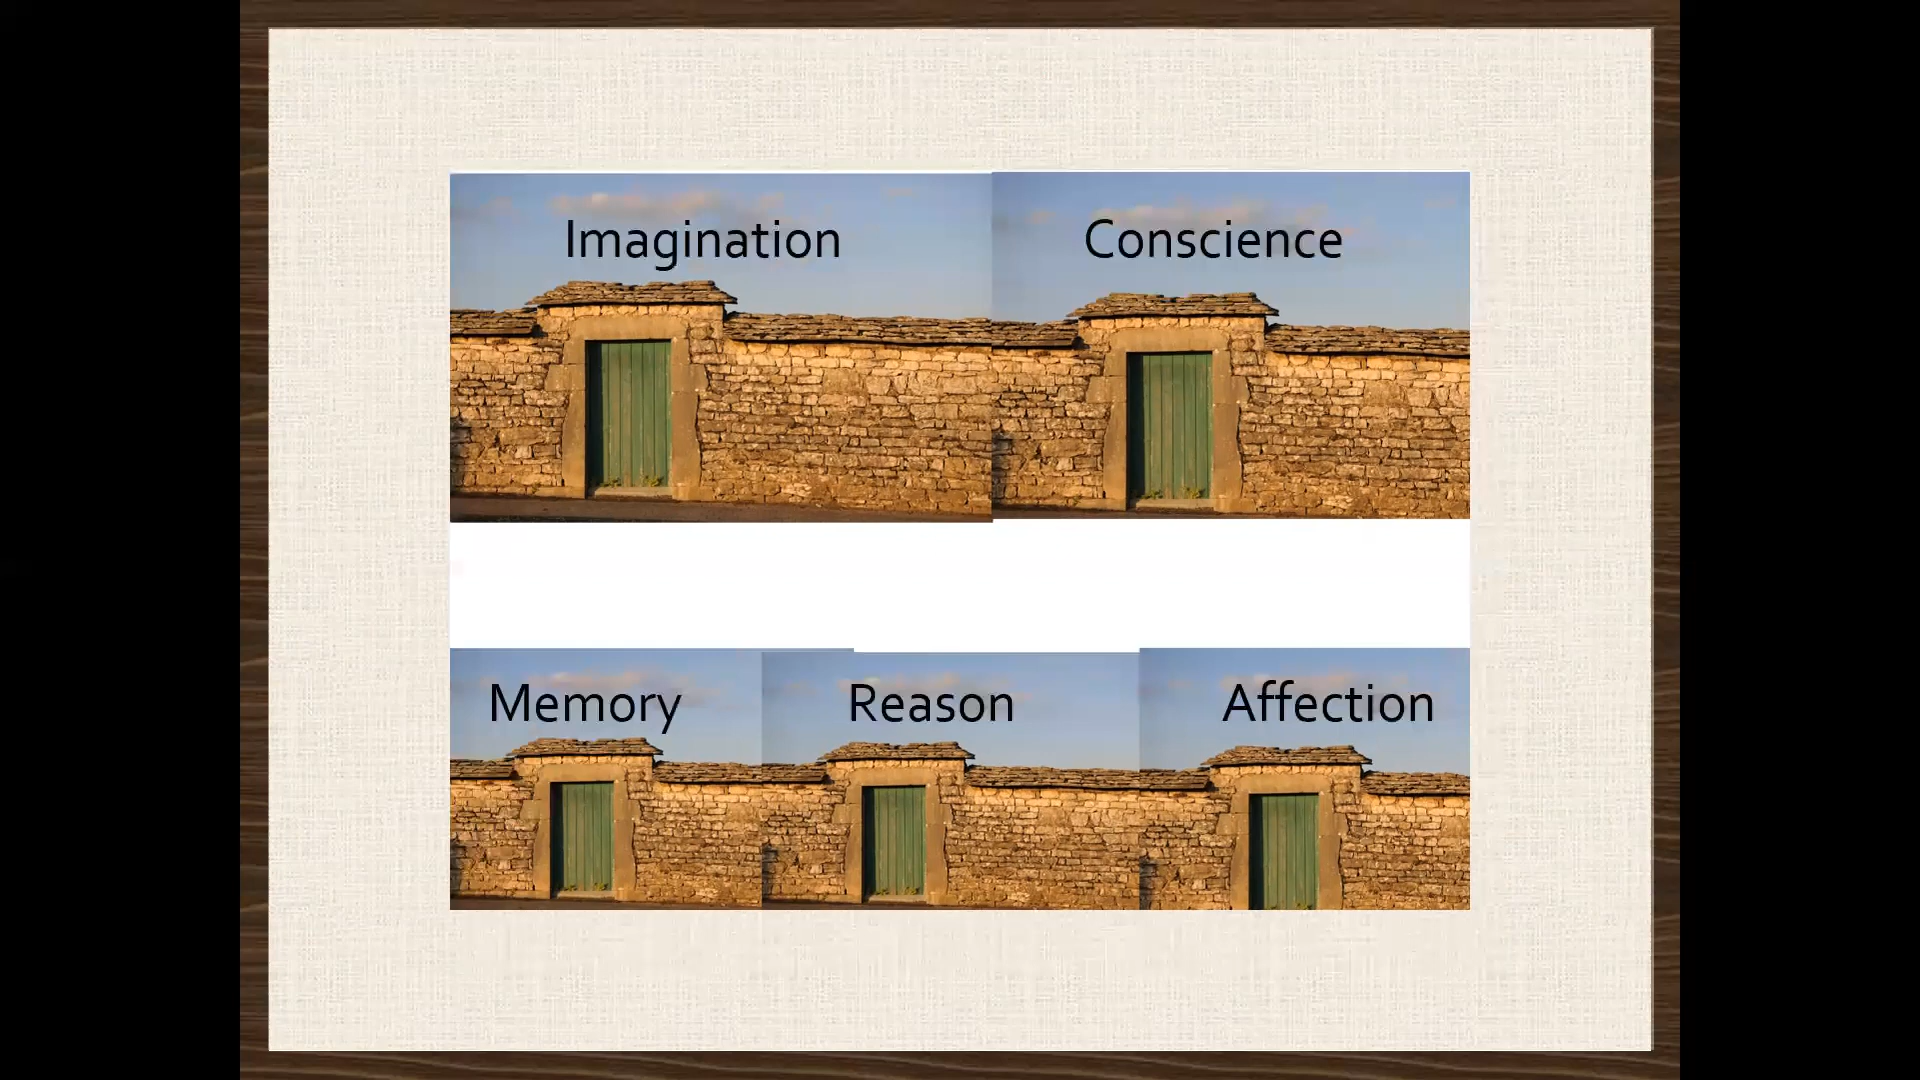 Imagination
Conscience
Memory
Reason
Affection